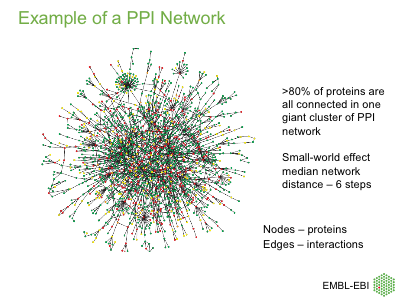 Example of a PPI Network
>80% of proteins are
all connected in one
giant cluster of PPI
network
Small-world effect
median network
distance – 6 steps
Nodes – proteins
Edges – interactions
EMBL-EBI